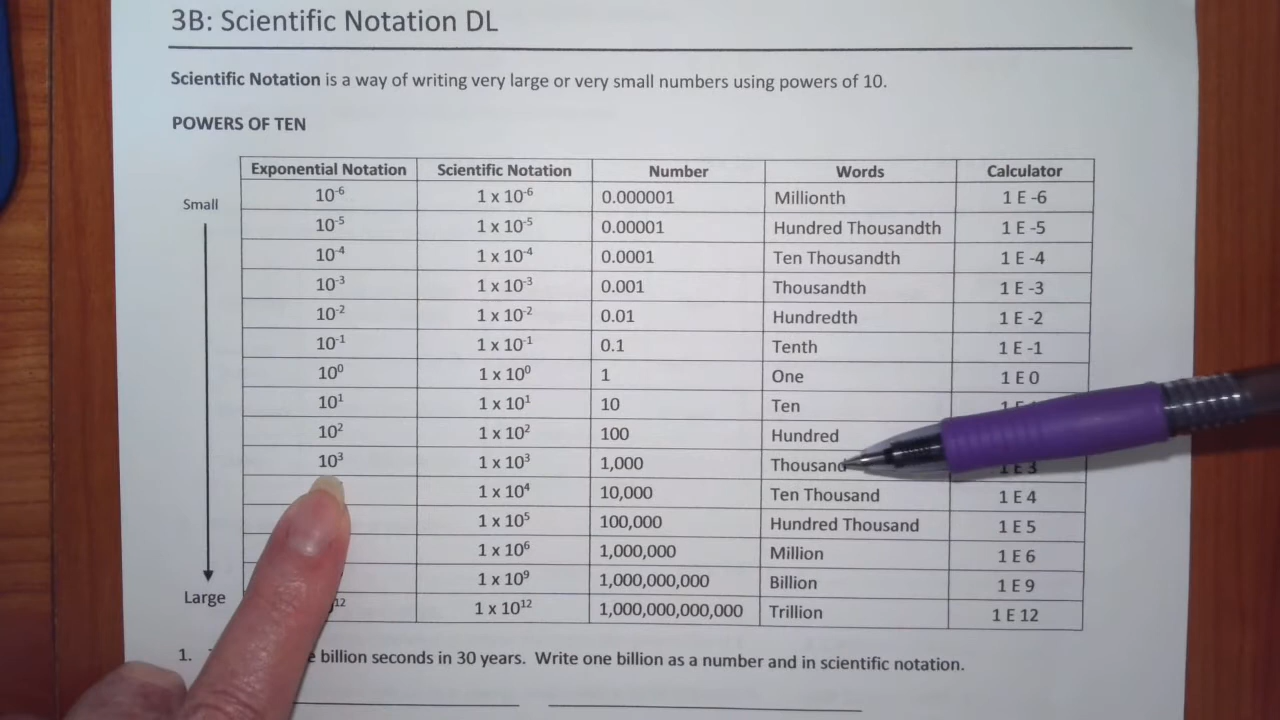 3B: Scientific Notation DL
Scientific Notation is a way of writing very large or very small numbers using powers of 10.
POWERS OF TEN
Exponential Notation Scientific Notation Number Words Calculator
Small 10⁻⁶ 1 x 10⁻⁶ 0.000001 Millionth 1 E -6
10⁻⁵ 1 x 10⁻⁵ 0.00001 Hundred Thousandth 1 E -5
10⁻⁴ 1 x 10⁻⁴ 0.0001 Ten Thousandth 1 E -4
10⁻³ 1 x 10⁻³ 0.001 Thousandth 1 E -3
10⁻² 1 x 10⁻² 0.01 Hundredth 1 E -2
10⁻¹ 1 x 10⁻¹ 0.1 Tenth 1 E -1
10⁰ 1 x 10⁰ 1 One 1 E 0
10¹ 1 x 10¹ 10 Ten
10² 1 x 10² 100 Hundred
10³ 1 x 10³ 1,000 Thousand 1 E 3
1 x 10⁴ 10,000 Ten Thousand 1 E 4
1 x 10⁵ 100,000 Hundred Thousand 1 E 5
1 x 10⁶ 1,000,000 Million 1 E 6
Large 1 x 10⁹ 1,000,000,000 Billion 1 E 9
1 x 10¹² 1,000,000,000,000 Trillion 1 E 12
1. billion seconds in 30 years. Write one billion as a number and in scientific notation.